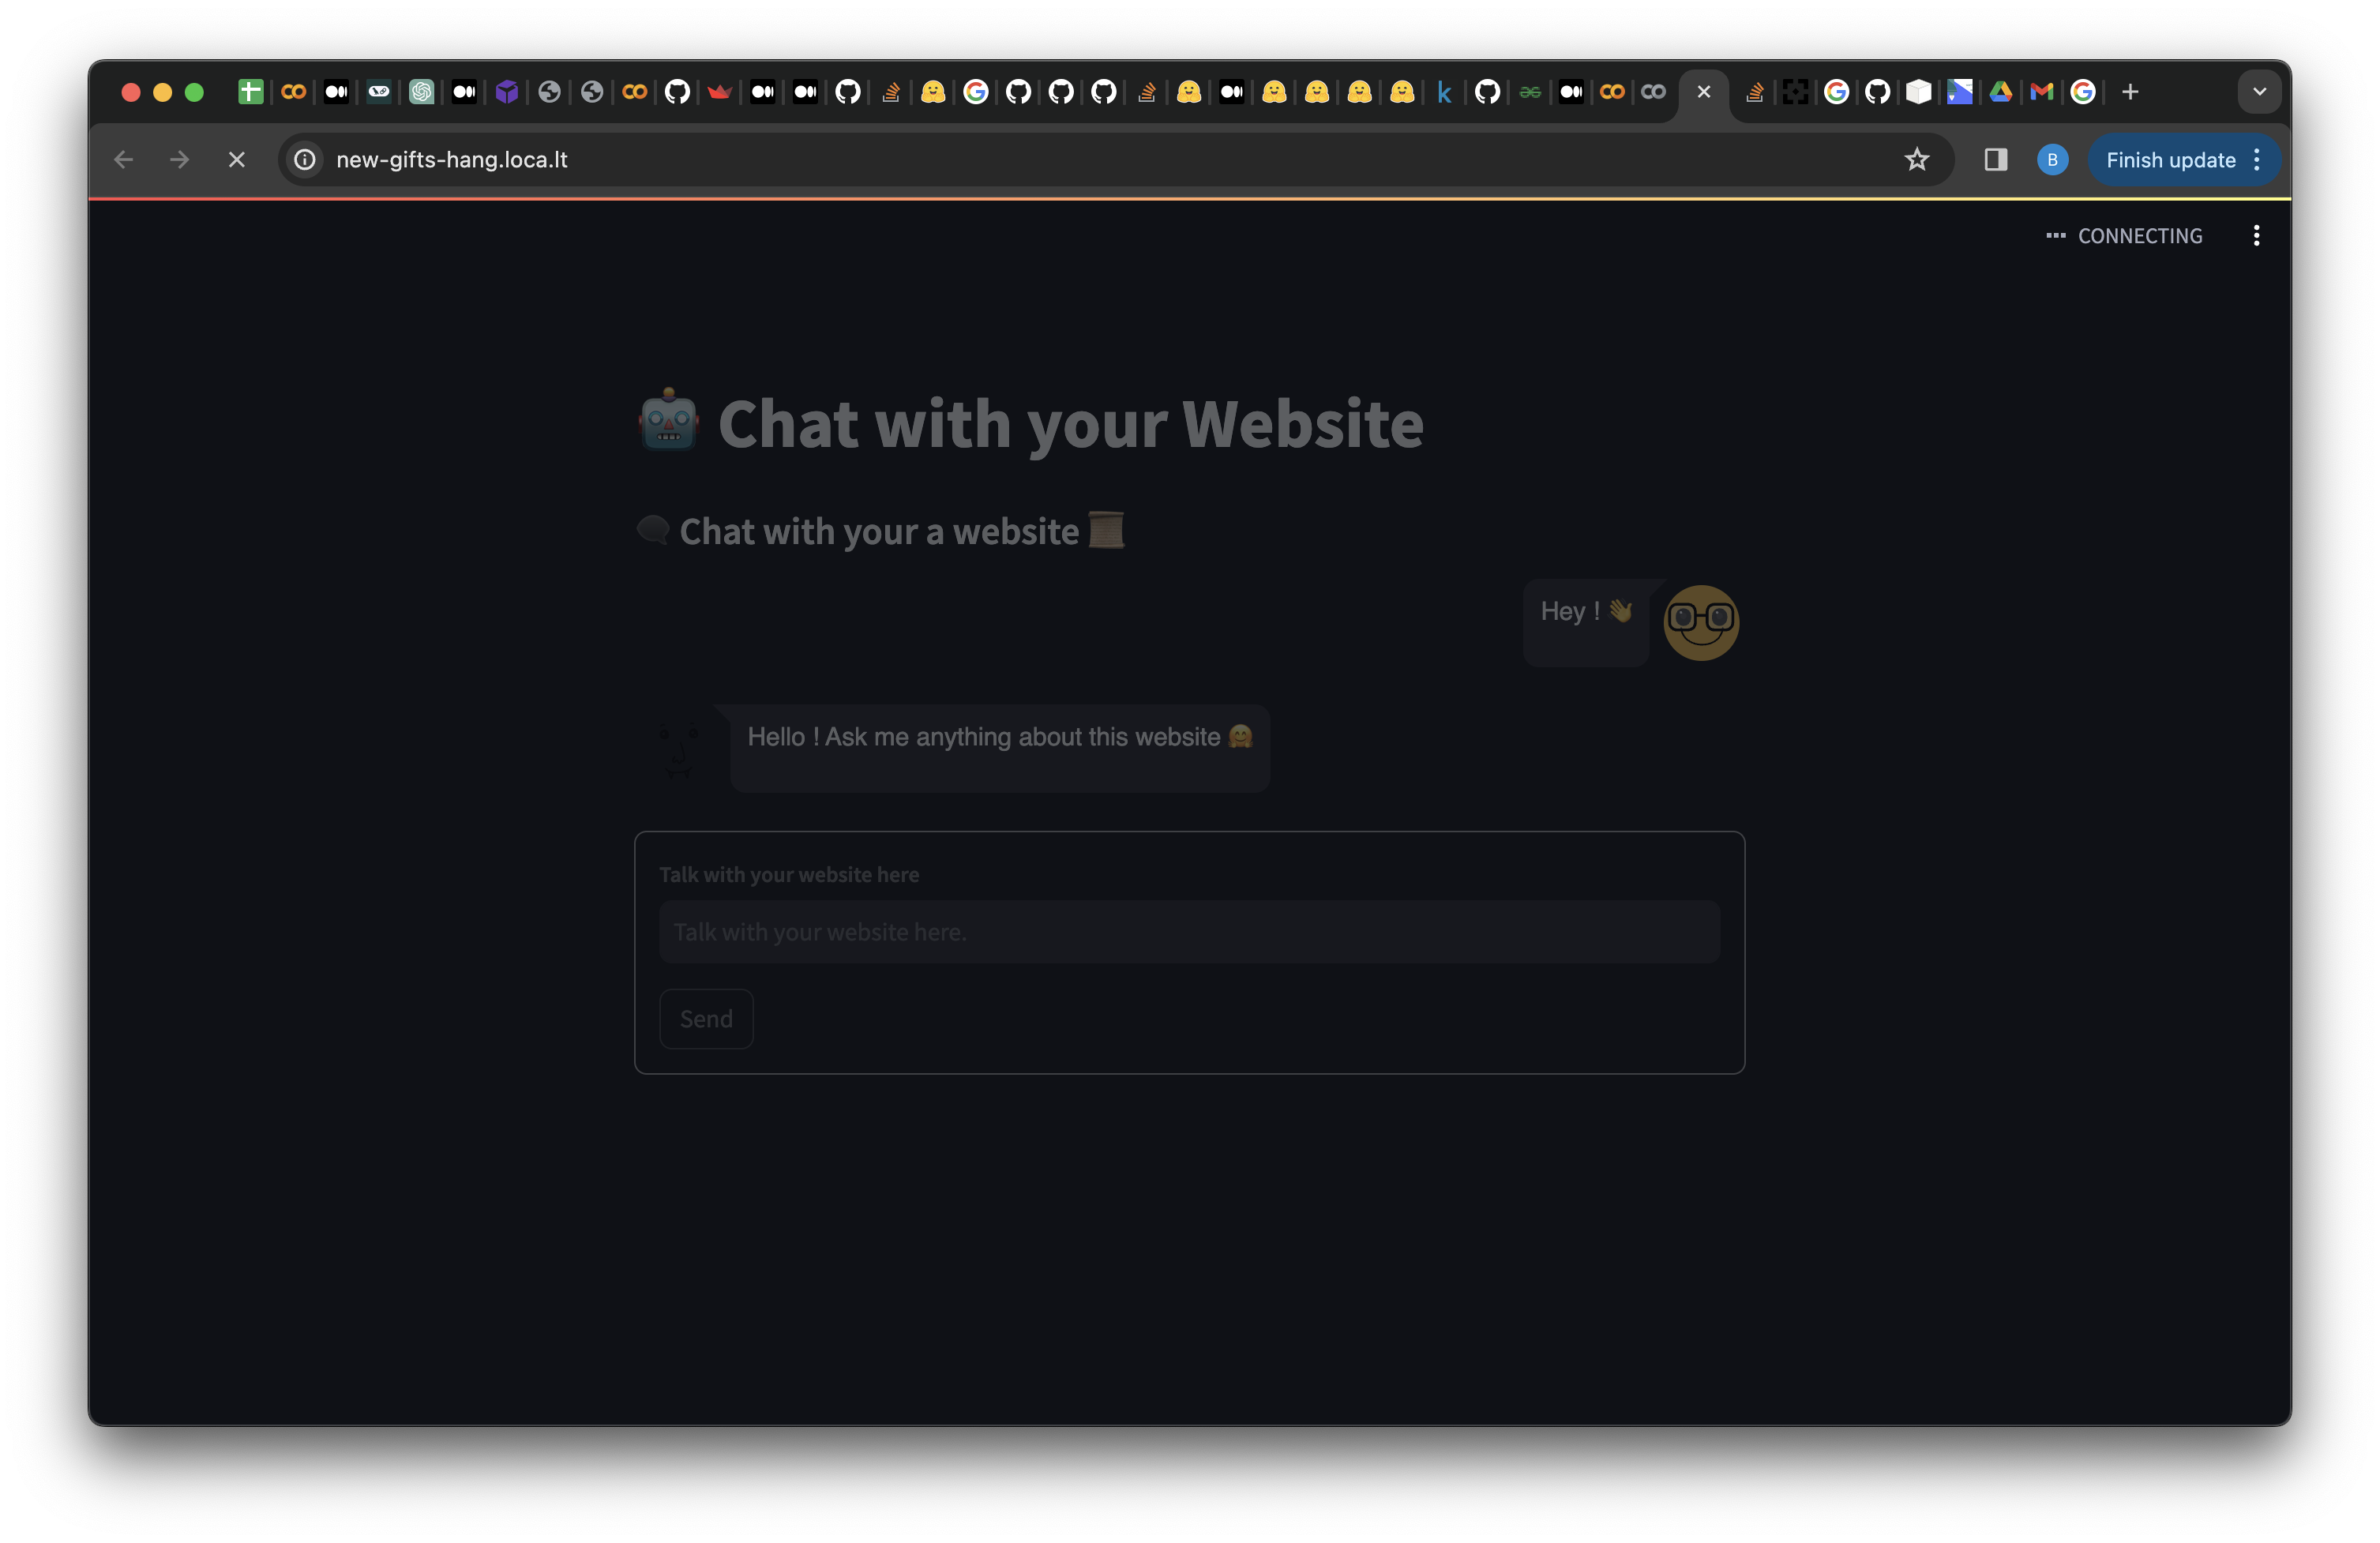 new-gifts-hang.loca.lt
B
Finish update
CONNECTING
Chat with your Website
Chat with your a website
Hey ! 👋
Hello ! Ask me anything about this website 🤗
Talk with your website here
Talk with your website here.
Send